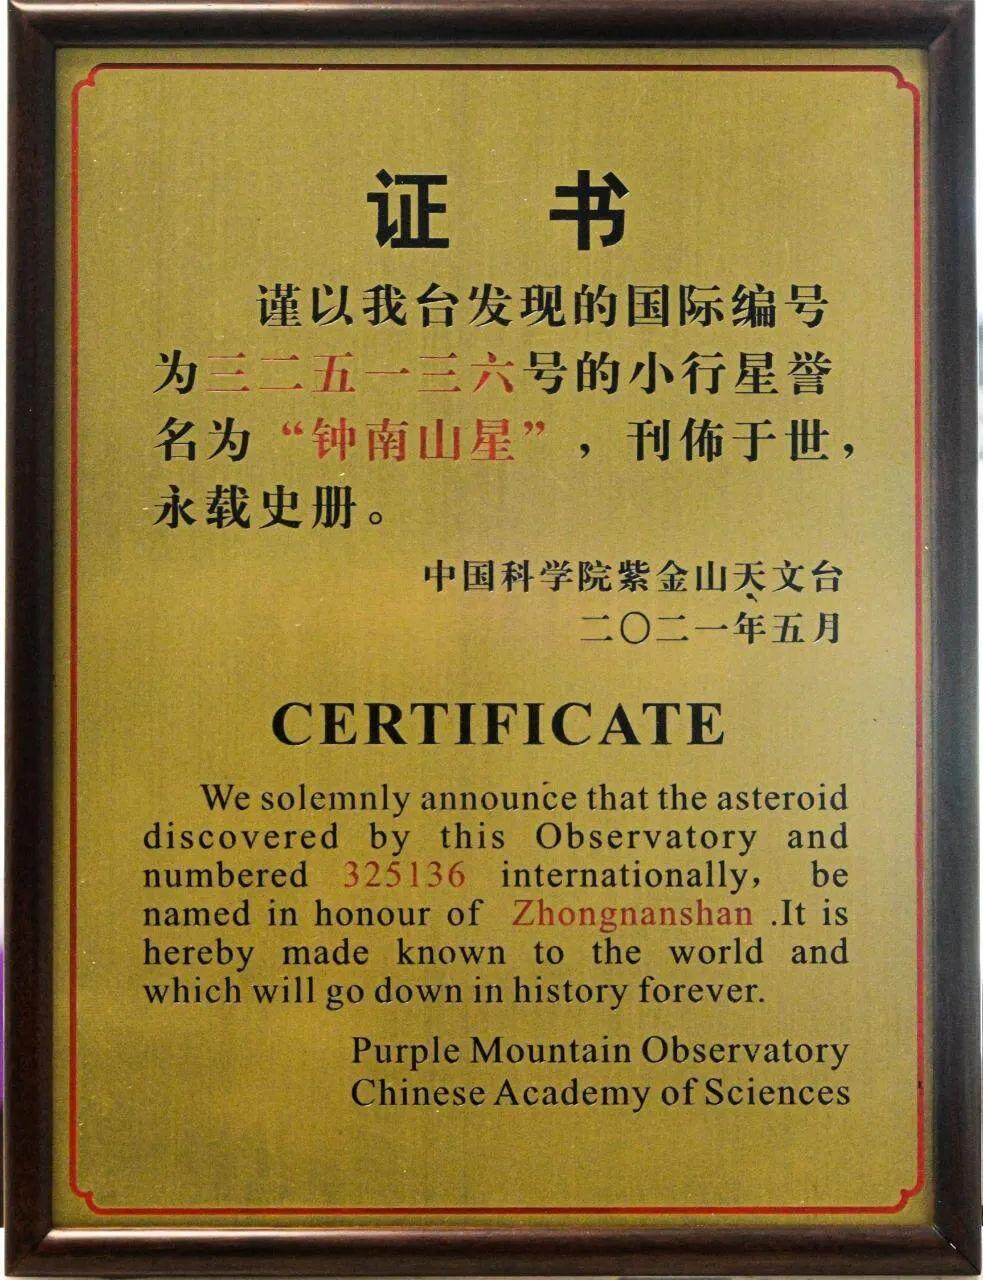 证 书
谨以我台发现的国际编号
为三二五一三六号的小行星誉
名为“钟南山星”，刊佈于世，
永载史册。
中国科学院紫金山天文台
二〇二一年五月
CERTIFICATE
We solemnly announce that the asteroid
discovered by this Observatory and
numbered 325136 internationally， be
named in honour of Zhongnanshan .It is
hereby made known to the world and
which will go down in history forever.
Purple Mountain Observatory
Chinese Academy of Sciences